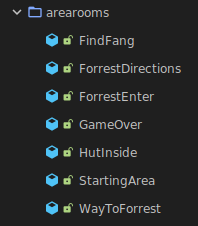 arearooms
FindFang
ForrestDirections
ForrestEnter
GameOver
HutInside
StartingArea
WayToForrest